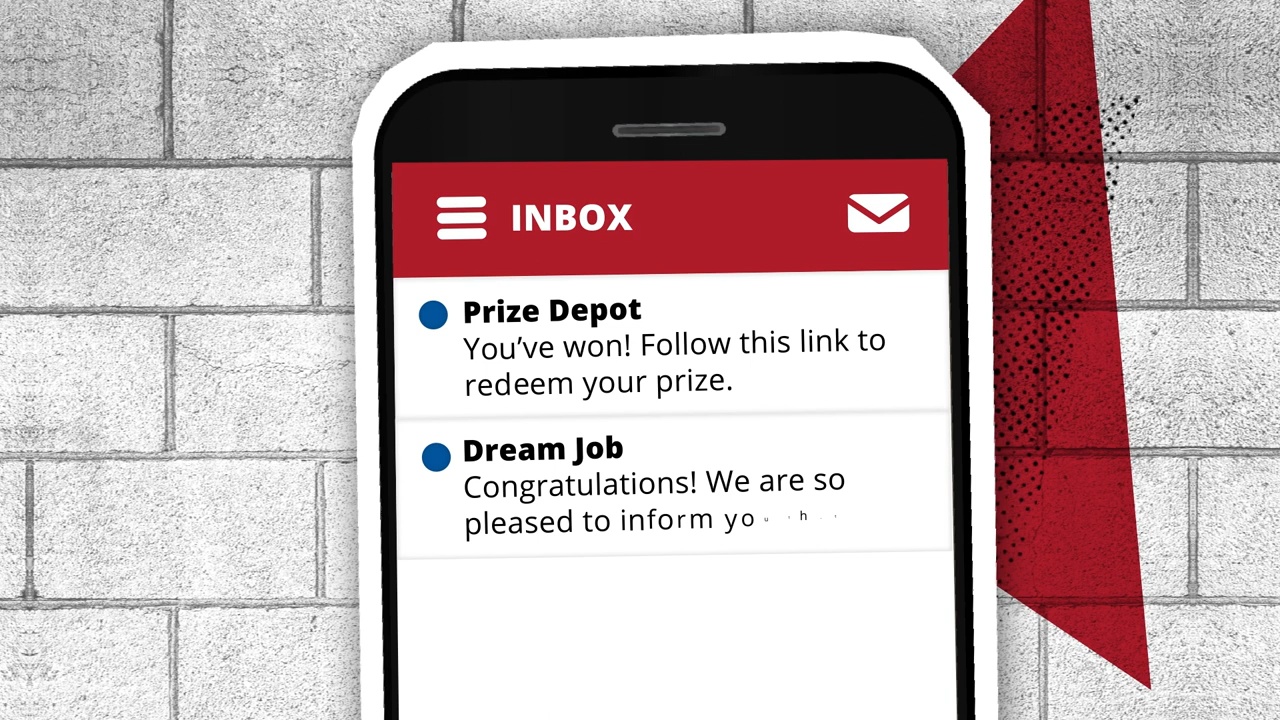 INBOX
Prize Depot
You've won! Follow this link to
redeem your prize.
Dream Job
Congratulations! We are so
pleased to inform